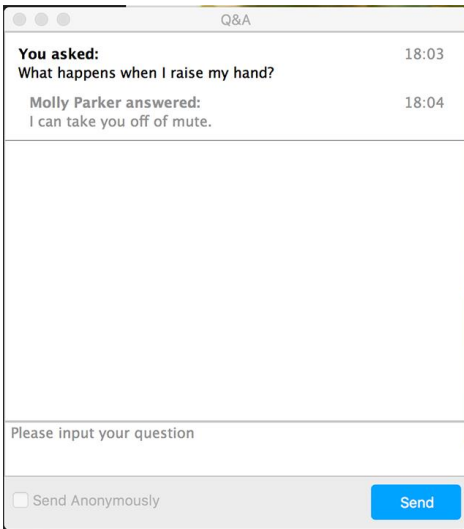 Q&A
You asked: 18:03
What happens when I raise my hand?
Molly Parker answered: 18:04
I can take you off of mute.
Please input your question
Send Anonymously
Send